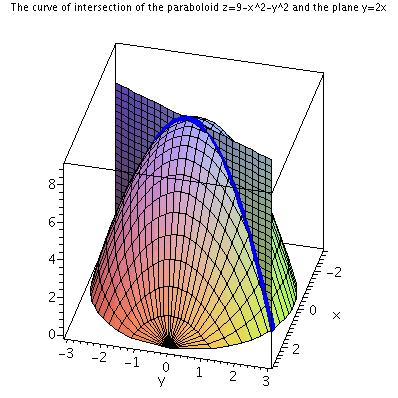 The curve of intersection of the paraboloid z=9-x^2-y^2 and the plane y=2x
8
6
4
2
0
-3 -2 -1 0 1 2 3
y
-2
0
2
x